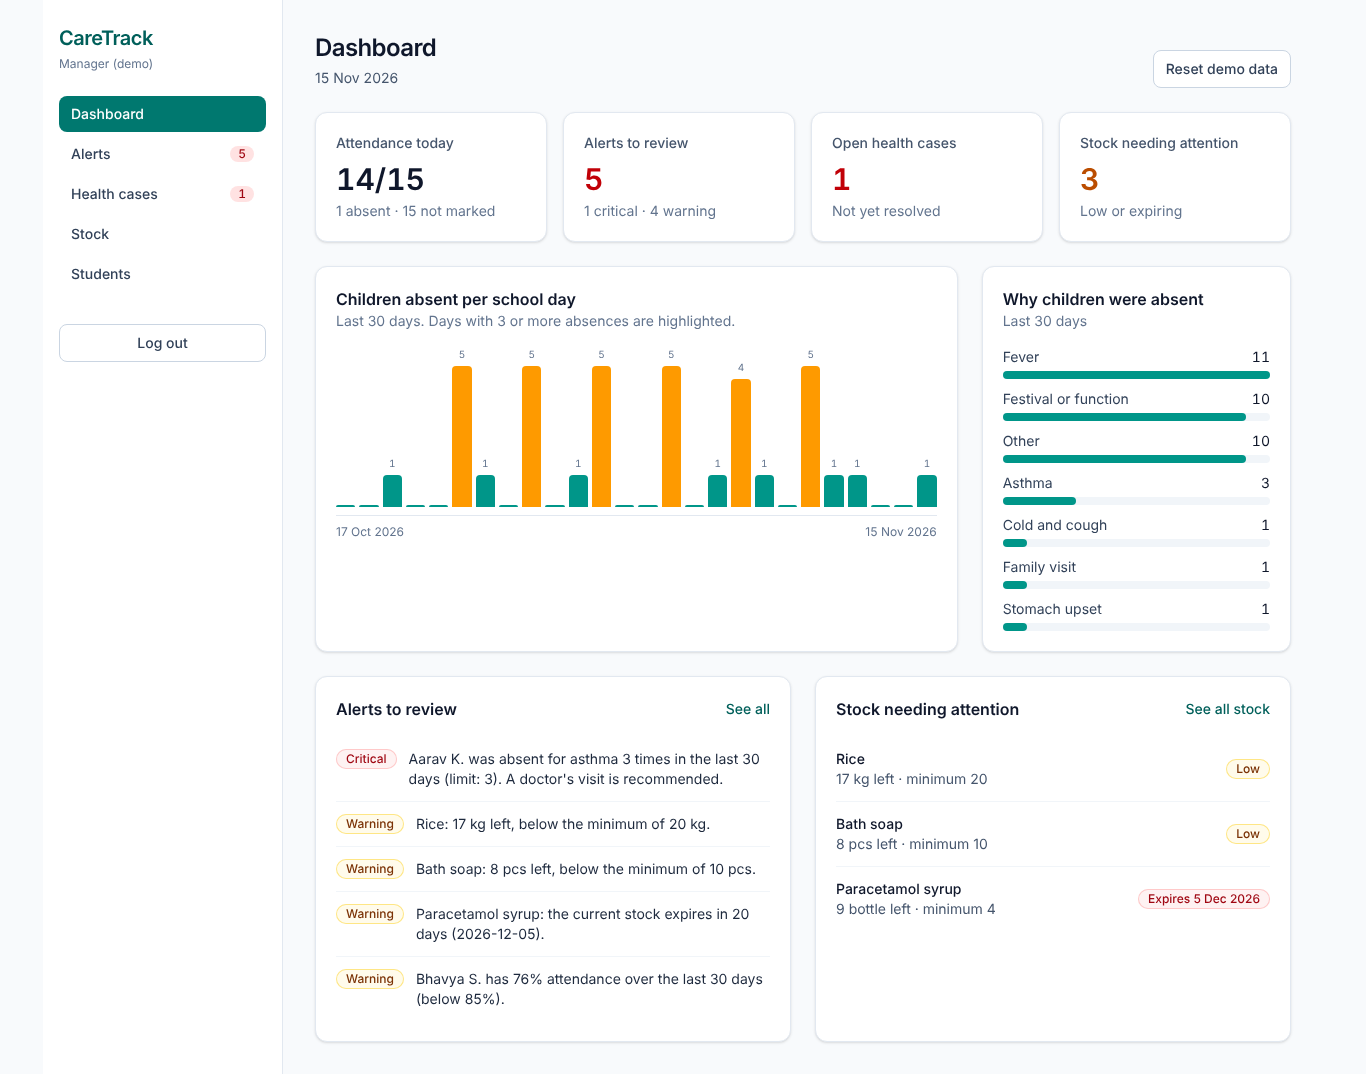 CareTrack
Manager (demo)
Dashboard
Alerts 5
Health cases 1
Stock
Students
Log out
Dashboard
15 Nov 2026
Reset demo data
Attendance today
14/15
1 absent · 15 not marked
Alerts to review
5
1 critical · 4 warning
Open health cases
1
Not yet resolved
Stock needing attention
3
Low or expiring
Children absent per school day
Last 30 days. Days with 3 or more absences are highlighted.
1 5 1 5 1 5 5 1 4 1 5 1 1 1
17 Oct 2026 15 Nov 2026
Why children were absent
Last 30 days
Fever 11
Festival or function 10
Other 10
Asthma 3
Cold and cough 1
Family visit 1
Stomach upset 1
Alerts to review See all
Critical Aarav K. was absent for asthma 3 times in the last 30
days (limit: 3). A doctor's visit is recommended.
Warning Rice: 17 kg left, below the minimum of 20 kg.
Warning Bath soap: 8 pcs left, below the minimum of 10 pcs.
Warning Paracetamol syrup: the current stock expires in 20
days (2026-12-05).
Warning Bhavya S. has 76% attendance over the last 30 days
(below 85%).
Stock needing attention See all stock
Rice
17 kg left · minimum 20
Low
Bath soap
8 pcs left · minimum 10
Low
Paracetamol syrup
9 bottle left · minimum 4
Expires 5 Dec 2026